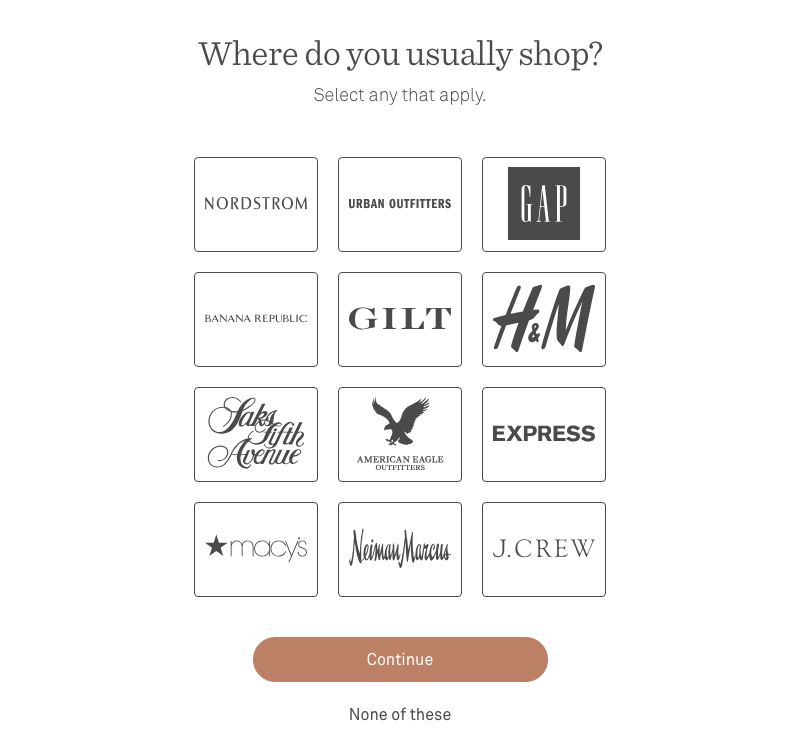 Where do you usually shop?
Select any that apply.
NORDSTROM
URBAN OUTFITTERS
GAP
BANANA REPUBLIC
GILT
H&M
Saks
Fifth
Avenue
AMERICAN EAGLE
OUTFITTERS
EXPRESS
macy's
Neiman Marcus
J.CREW
Continue
None of these